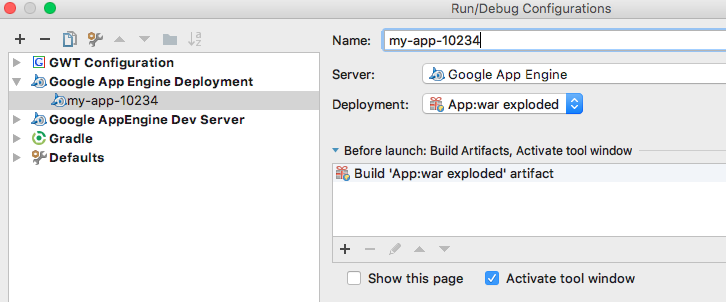 Run/Debug Configurations
GWT Configuration
Google App Engine Deployment
my-app-10234
Google AppEngine Dev Server
Gradle
Defaults
Name: my-app-10234
Server: Google App Engine
Deployment: App:war exploded
Before launch: Build Artifacts, Activate tool window
Build 'App:war exploded' artifact
Show this page Activate tool window